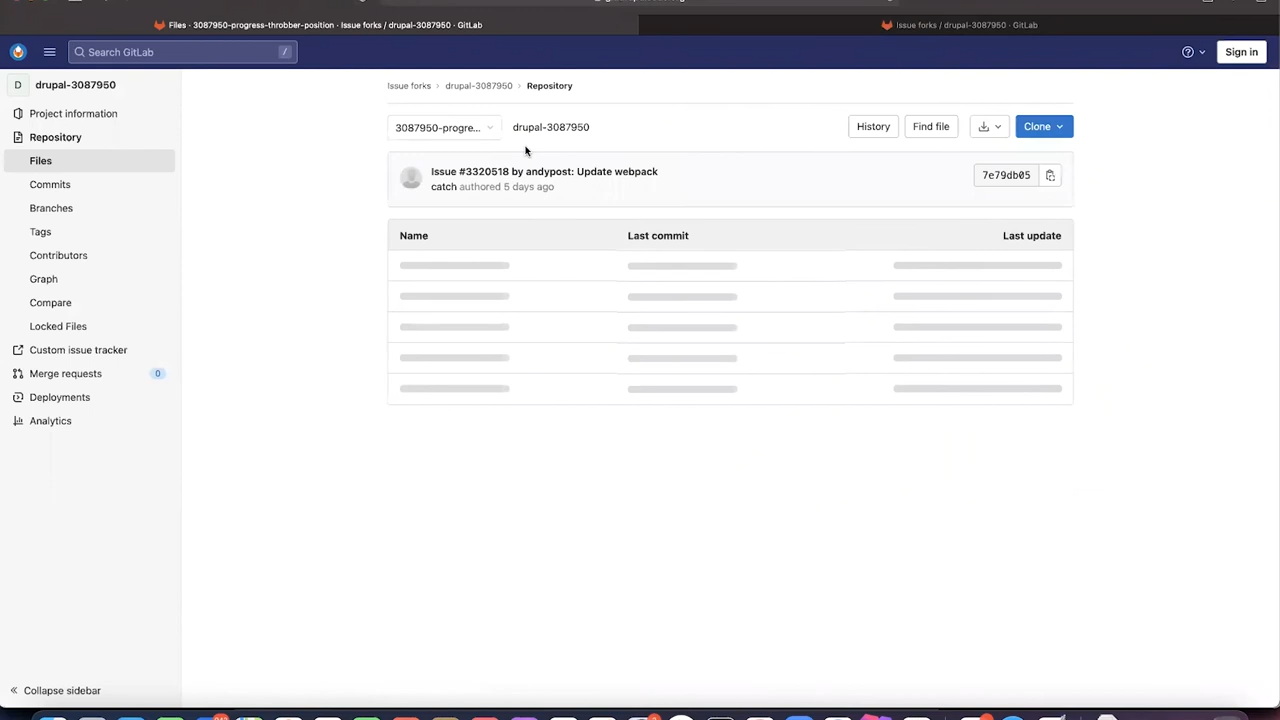 Files · 3087950-progress-throbber-position · Issue forks / drupal-3087950 · GitLab
Issue forks / drupal-3087950 · GitLab
Search GitLab
/
Sign in
D
drupal-3087950
Project information
Repository
Files
Commits
Branches
Tags
Contributors
Graph
Compare
Locked Files
Custom issue tracker
Merge requests
0
Deployments
Analytics
Collapse sidebar
Issue forks › drupal-3087950 › Repository
3087950-progre...
drupal-3087950
History
Find file
Clone
Issue #3320518 by andypost: Update webpack
catch authored 5 days ago
7e79db05
Name Last commit Last update